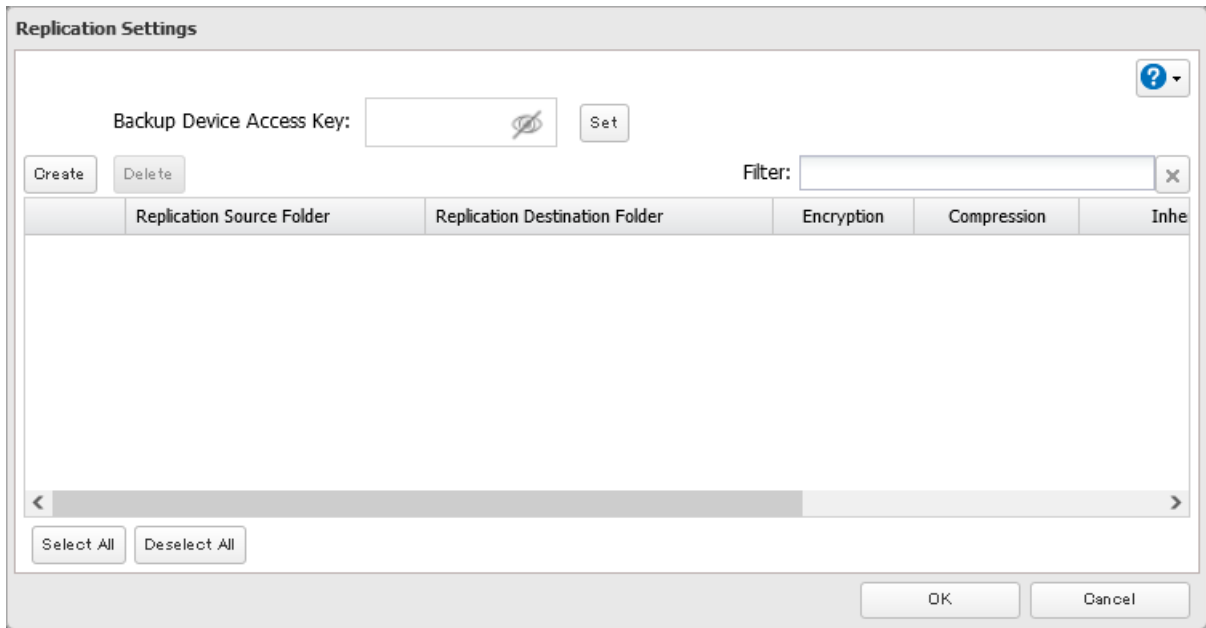 Replication Settings
?
Backup Device Access Key: Set
Create Delete Filter:
Replication Source Folder Replication Destination Folder Encryption Compression Inhe
Select All Deselect All
OK Cancel